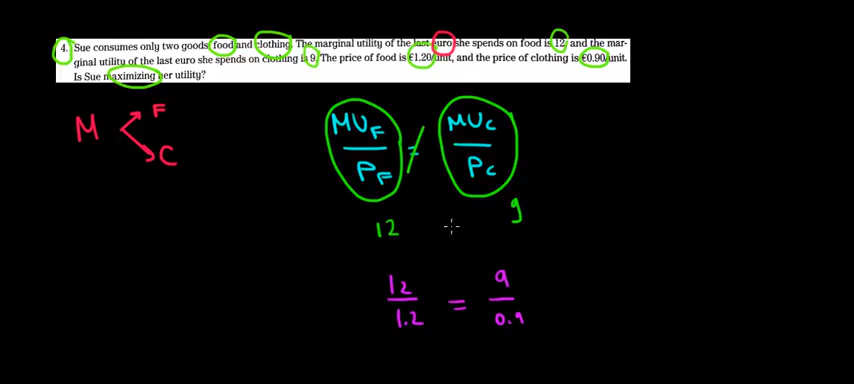 4. Sue consumes only two goods food and clothing. The marginal utility of the last euro she spends on food is 12 and the mar-
ginal utility of the last euro she spends on clothing is 9. The price of food is €1.20/unit, and the price of clothing is €0.90/unit.
Is Sue maximizing her utility?
M F
C
MUF = MUC
PF PC
12 9
12 = 9
1.2 0.9